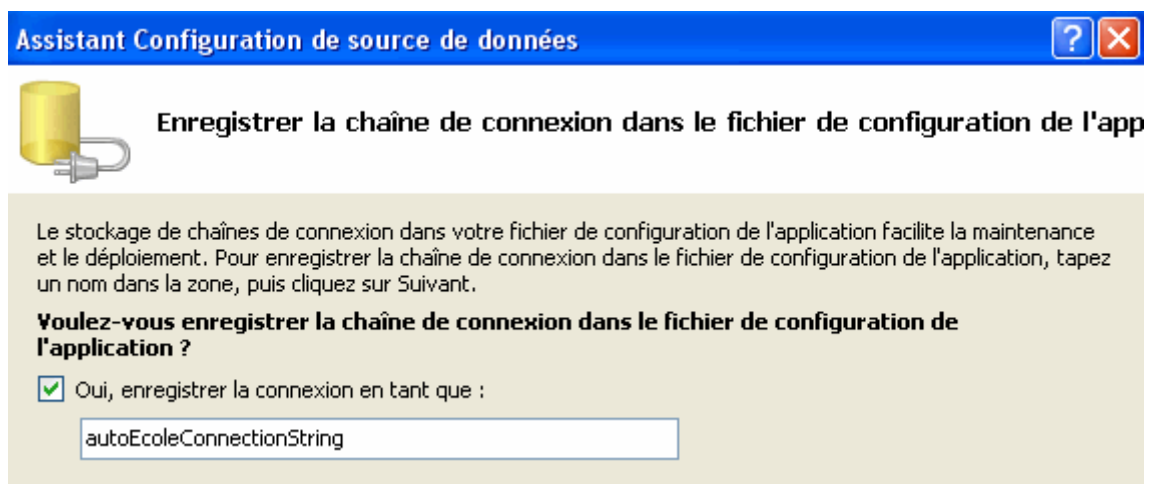 Assistant Configuration de source de données
Enregistrer la chaîne de connexion dans le fichier de configuration de l'app
Le stockage de chaînes de connexion dans votre fichier de configuration de l'application facilite la maintenance
et le déploiement. Pour enregistrer la chaîne de connexion dans le fichier de configuration de l'application, tapez
un nom dans la zone, puis cliquez sur Suivant.
Voulez-vous enregistrer la chaîne de connexion dans le fichier de configuration de
l'application ?
Oui, enregistrer la connexion en tant que :
autoEcoleConnectionString